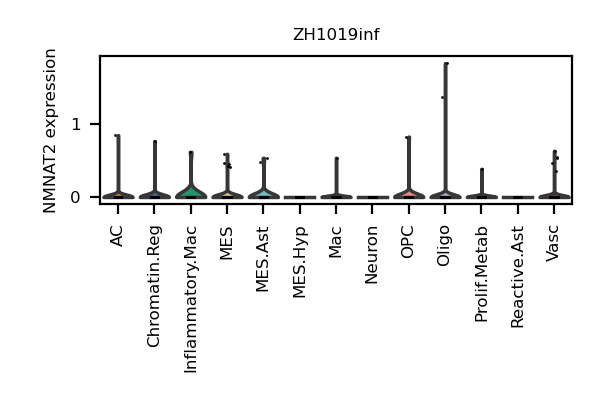 ZH1019inf
NMNAT2 expression
1
0
AC
Chromatin.Reg
Inflammatory.Mac
MES
MES.Ast
MES.Hyp
Mac
Neuron
OPC
Oligo
Prolif.Metab
Reactive.Ast
Vasc